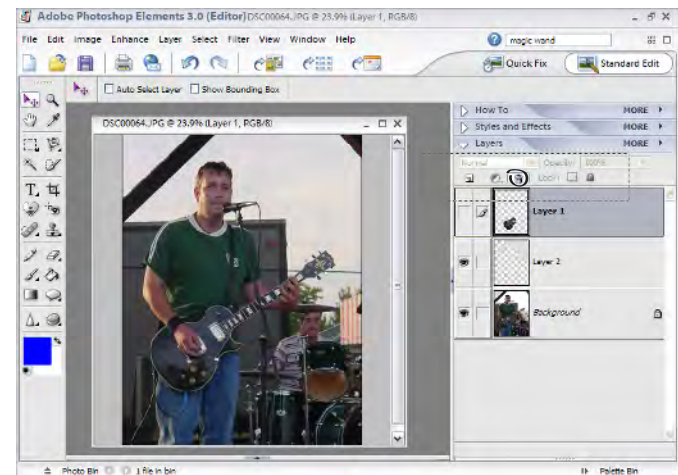 Adobe Photoshop Elements 3.0 (Editor) DSC00064.JPG @ 23.9% (Layer 1, RGB/8)
File Edit Image Enhance Layer Select Filter View Window Help magic wand
Quick Fix Standard Edit
Auto Select Layer Show Bounding Box
How To MORE
Styles and Effects MORE
Layers MORE
DSC00064.JPG @ 23.9% (Layer 1, RGB/8)
Normal Opacity: 100%
Lock:
Layer 1
Layer 2
Background
T
Photo Bin 1 file in bin Palette Bin